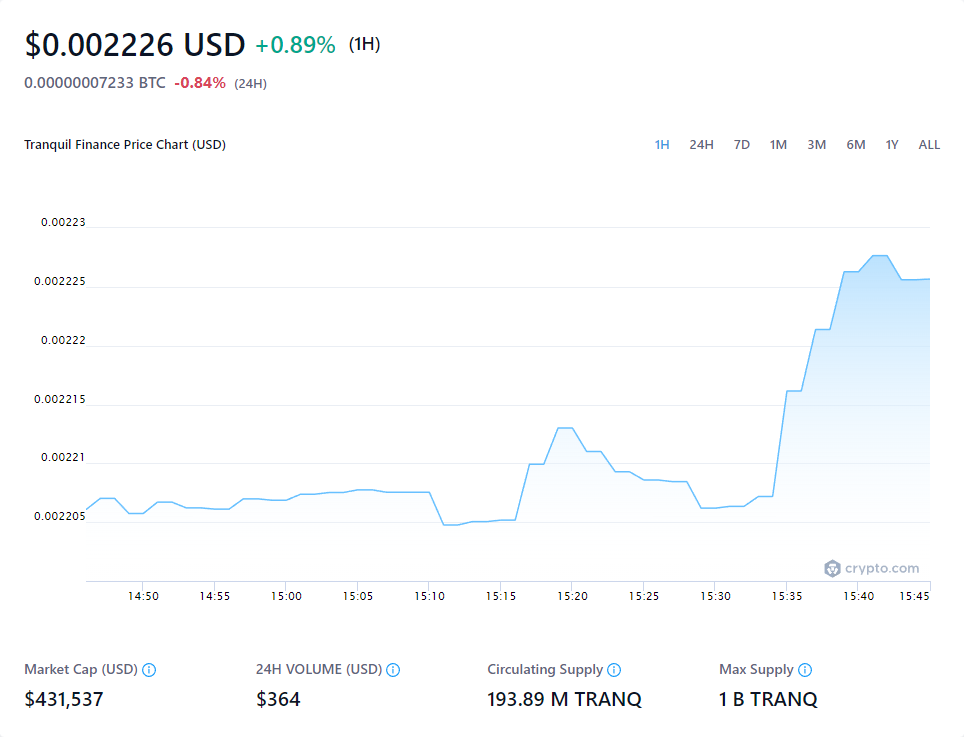 $0.002226 USD +0.89% (1H)
0.00000007233 BTC -0.84% (24H)
Tranquil Finance Price Chart (USD) 1H 24H 7D 1M 3M 6M 1Y ALL
0.00223
0.002225
0.00222
0.002215
0.00221
0.002205
crypto.com
14:50 14:55 15:00 15:05 15:10 15:15 15:20 15:25 15:30 15:35 15:40 15:45
Market Cap (USD) 24H VOLUME (USD) Circulating Supply Max Supply
$431,537 $364 193.89 M TRANQ 1 B TRANQ